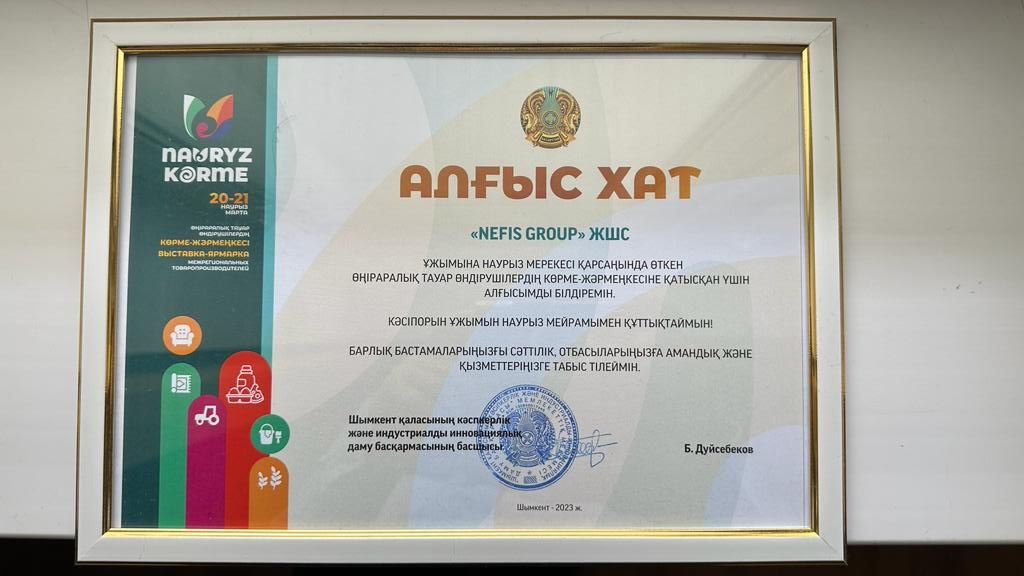 NAURYZ
KÓRME
20-21
НАУРЫЗ
МАРТА
ӨҢІРАРАЛЫҚ ТАУАР
ӨНДІРУШІЛЕРДІҢ
КӨРМЕ-ЖӘРМЕҢКЕСІ
ВЫСТАВКА-ЯРМАРКА
МЕЖРЕГИОНАЛЬНЫХ
ТОВАРОПРОИЗВОДИТЕЛЕЙ
АЛҒЫС ХАТ
«NEFIS GROUP» ЖШС
ҰЖЫМЫНА НАУРЫЗ МЕРЕКЕСІ ҚАРСАҢЫНДА ӨТКЕН
ӨҢІРАРАЛЫҚ ТАУАР ӨНДІРУШІЛЕРДІҢ КӨРМЕ-ЖӘРМЕҢКЕСІНЕ ҚАТЫСҚАН ҮШІН
АЛҒЫСЫМДЫ БІЛДІРЕМІН.
КӘСІПОРЫН ҰЖЫМЫН НАУРЫЗ МЕЙРАМЫМЕН ҚҰТТЫҚТАЙМЫН!
БАРЛЫҚ БАСТАМАЛАРЫҢЫЗҒЫ СӘТТІЛІК, ОТБАСЫЛАРЫҢЫЗҒА АМАНДЫҚ ЖӘНЕ
ҚЫЗМЕТТЕРІҢІЗГЕ ТАБЫС ТІЛЕЙМІН.
Шымкент қаласының кәспкерлік
және индустриалды инновациялық
даму басқармасының басшысы
Б. Дуйсебеков
Шымкент - 2023 ж.